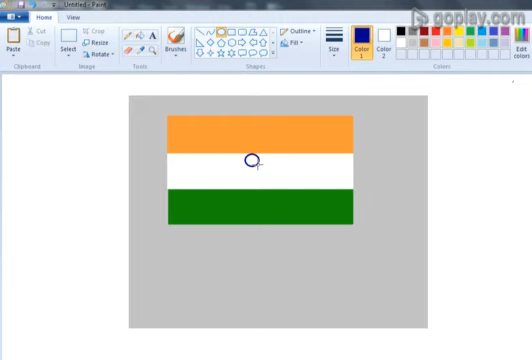 Untitled - Paint
goplay.com
Home
View
Paste
Cut
Copy
Clipboard
Select
Crop
Resize
Rotate
Image
Tools
Brushes
Outline
Fill
Shapes
Size
Color 1
Color 2
Edit colors
Colors